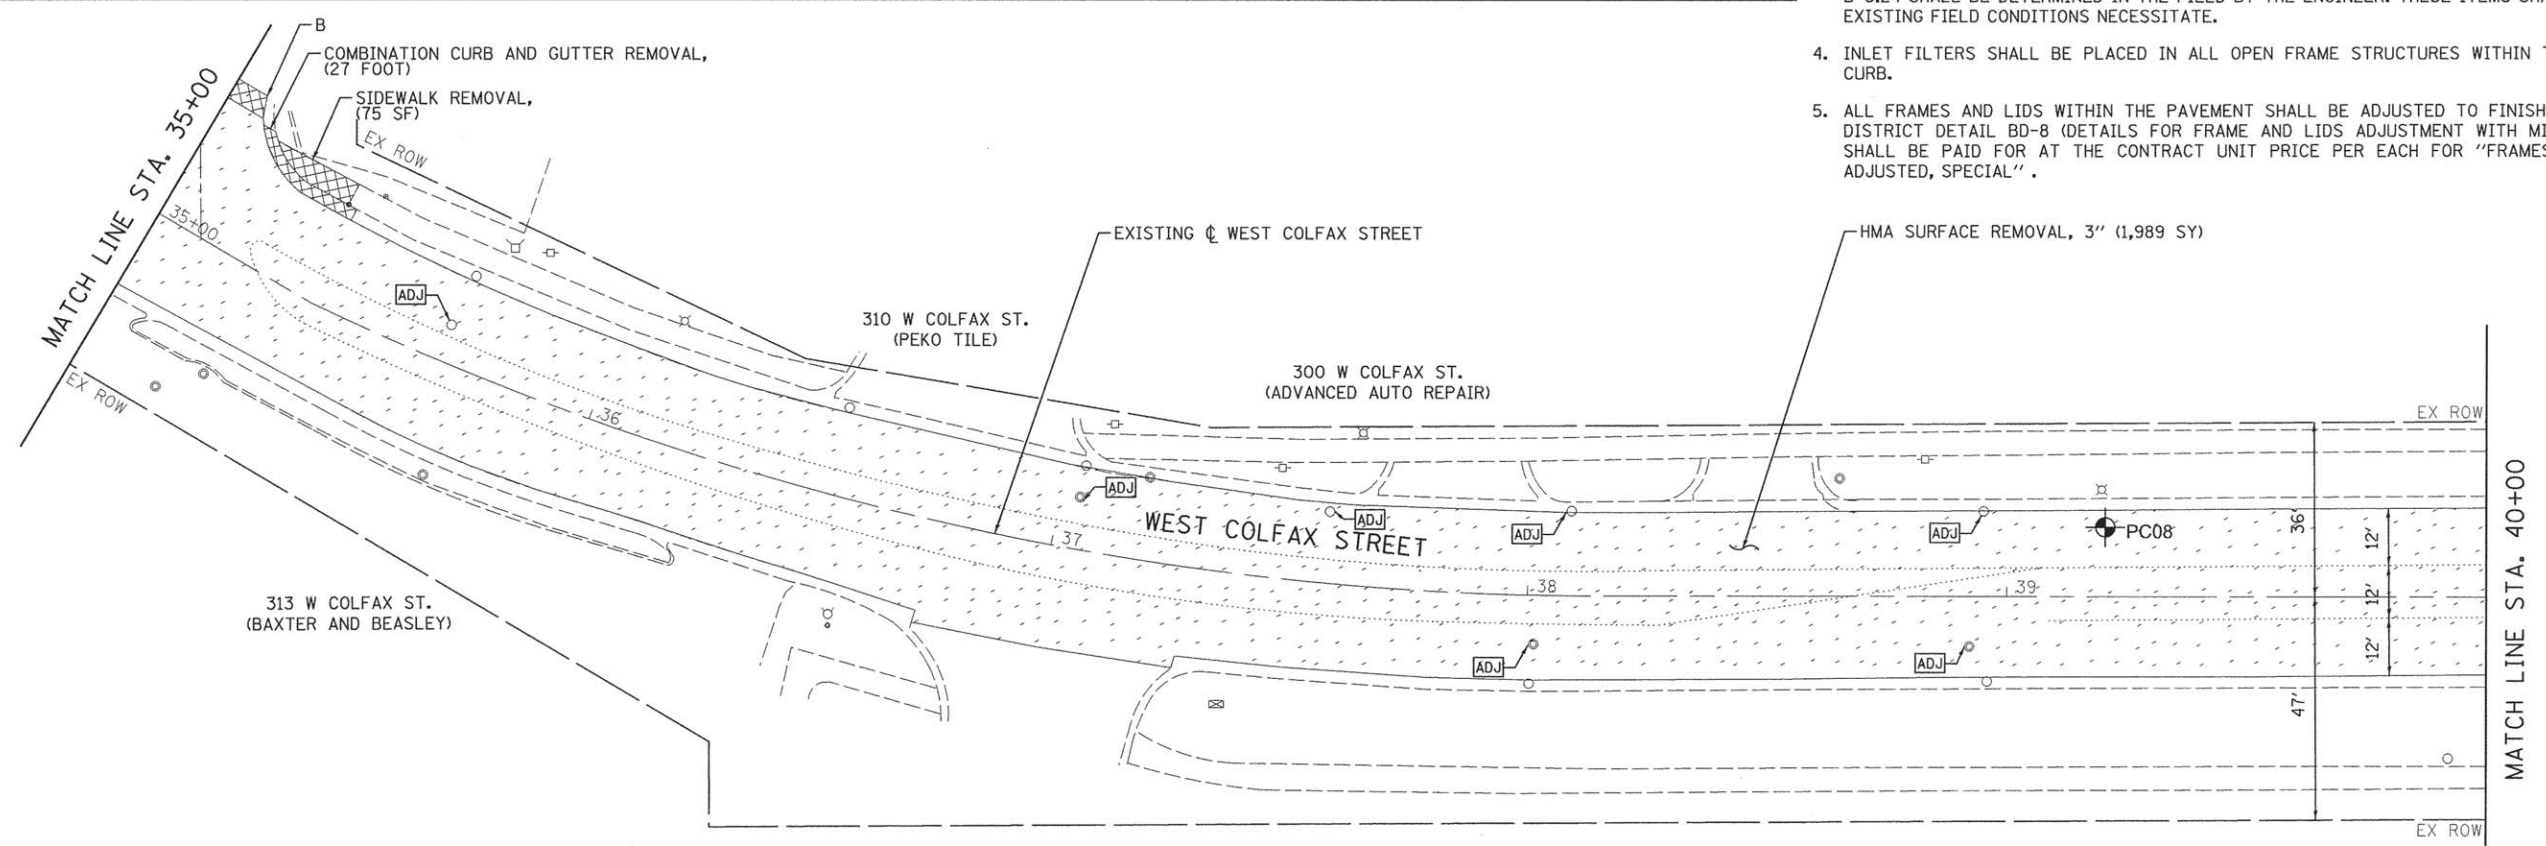 EXISTING FIELD CONDITIONS NECESSITATE.
4. INLET FILTERS SHALL BE PLACED IN ALL OPEN FRAME STRUCTURES WITHIN
CURB.
5. ALL FRAMES AND LIDS WITHIN THE PAVEMENT SHALL BE ADJUSTED TO FINISH
DISTRICT DETAIL BD-8 (DETAILS FOR FRAME AND LIDS ADJUSTMENT WITH MI
SHALL BE PAID FOR AT THE CONTRACT UNIT PRICE PER EACH FOR "FRAMES
ADJUSTED, SPECIAL".
B
COMBINATION CURB AND GUTTER REMOVAL,
(27 FOOT)
SIDEWALK REMOVAL,
(75 SF)
EX ROW
MATCH LINE STA. 35+00
35+00
EXISTING ℄ WEST COLFAX STREET
HMA SURFACE REMOVAL, 3" (1,989 SY)
ADJ
310 W COLFAX ST.
(PEKO TILE)
300 W COLFAX ST.
(ADVANCED AUTO REPAIR)
EX ROW
EX ROW
36
ADJ
WEST COLFAX STREET
ADJ
ADJ
ADJ
PC08
37
38
39
36'
12'
12'
12'
47'
MATCH LINE STA. 40+00
313 W COLFAX ST.
(BAXTER AND BEASLEY)
ADJ
ADJ
EX ROW